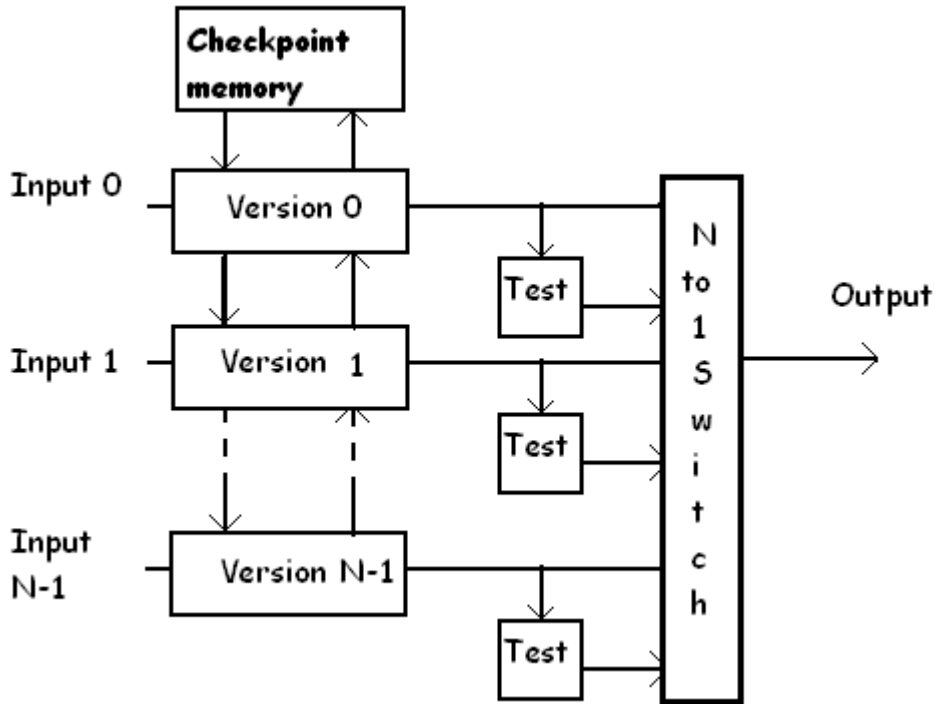 Checkpoint
memory
Input 0
Version 0
Test
Input 1
Version 1
Test
Input
N-1
Version N-1
Test
N
to
1
S
w
i
t
c
h
Output